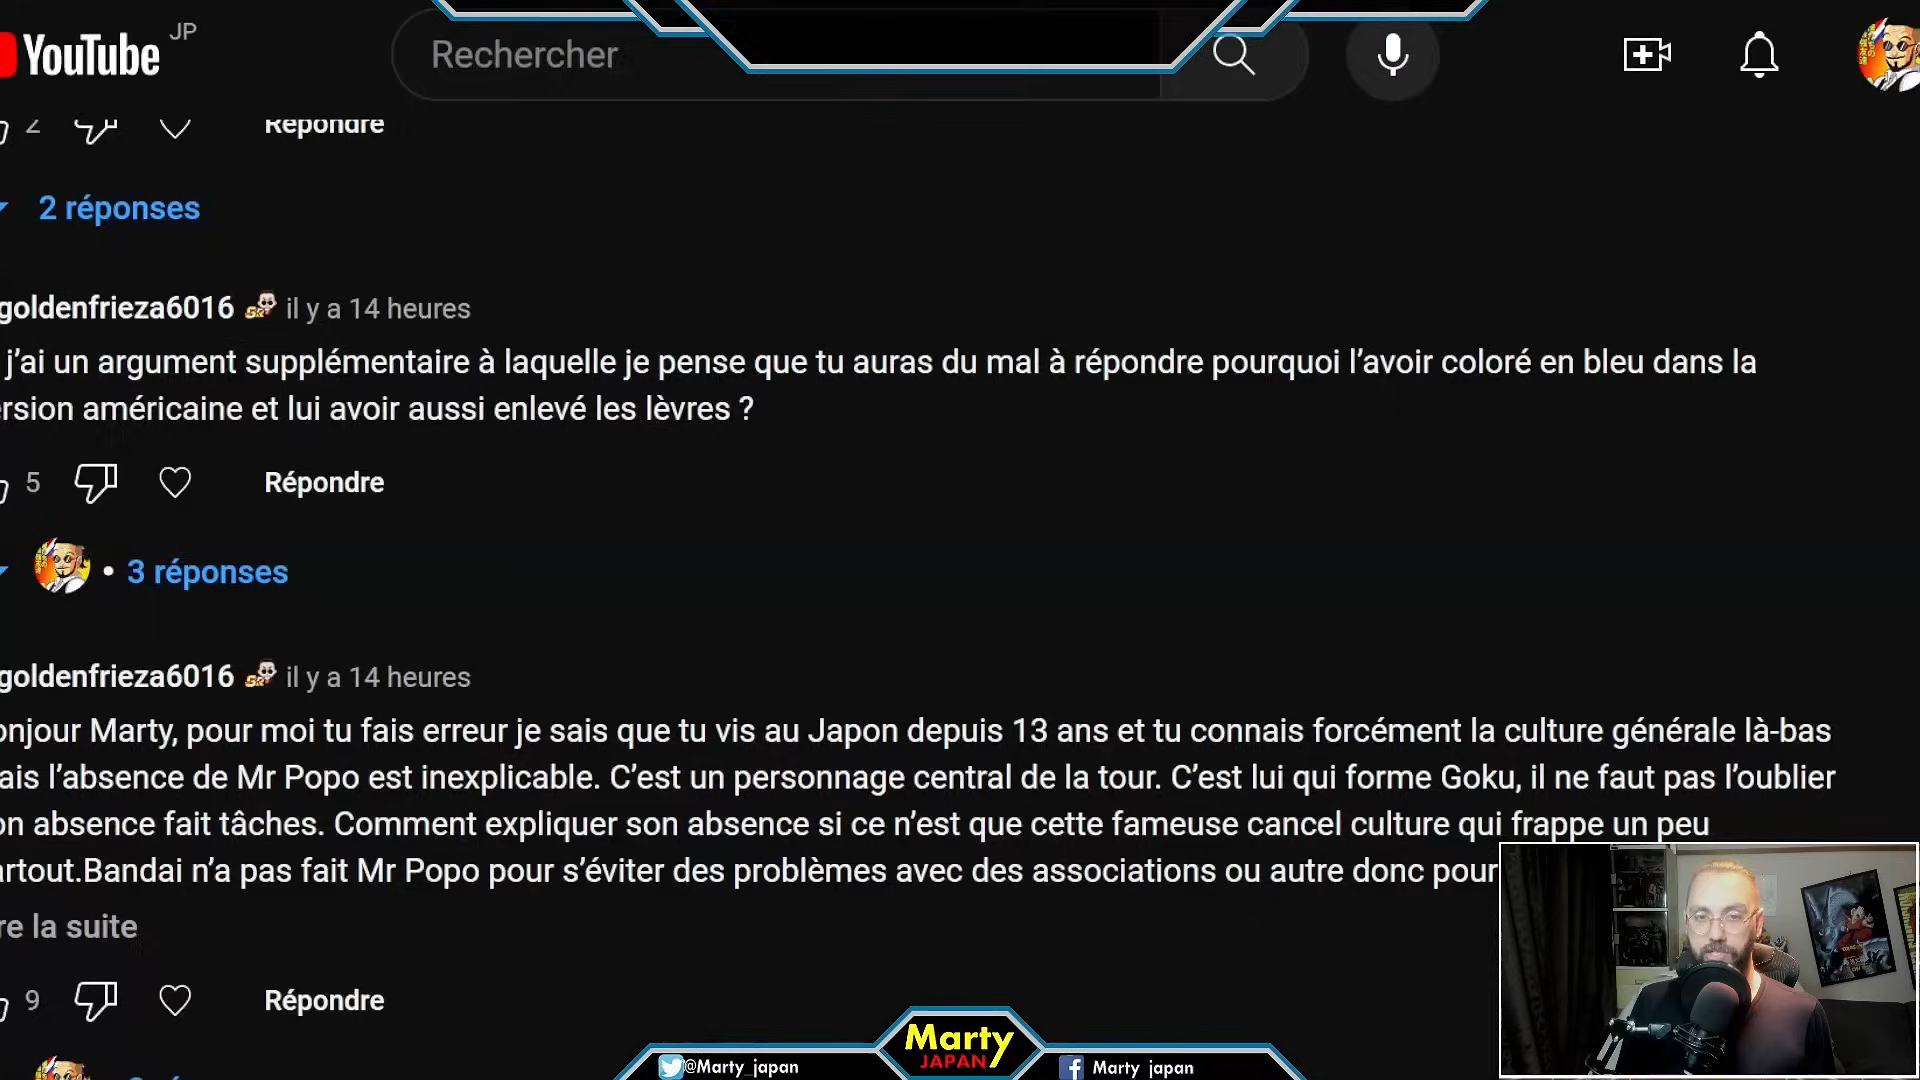 YouTube JP
Rechercher
2 Répondre
2 réponses
goldenfrieza6016 il y a 14 heures
j’ai un argument supplémentaire à laquelle je pense que tu auras du mal à répondre pourquoi l’avoir coloré en bleu dans la
ersion américaine et lui avoir aussi enlevé les lèvres ?
5 Répondre
• 3 réponses
goldenfrieza6016 il y a 14 heures
onjour Marty, pour moi tu fais erreur je sais que tu vis au Japon depuis 13 ans et tu connais forcément la culture générale là-bas
ais l’absence de Mr Popo est inexplicable. C’est un personnage central de la tour. C’est lui qui forme Goku, il ne faut pas l’oublier
on absence fait tâches. Comment expliquer son absence si ce n’est que cette fameuse cancel culture qui frappe un peu
artout.Bandai n’a pas fait Mr Popo pour s’éviter des problèmes avec des associations ou autre donc pour
re la suite
9 Répondre
Marty
JAPAN
@Marty_japan
Marty japan